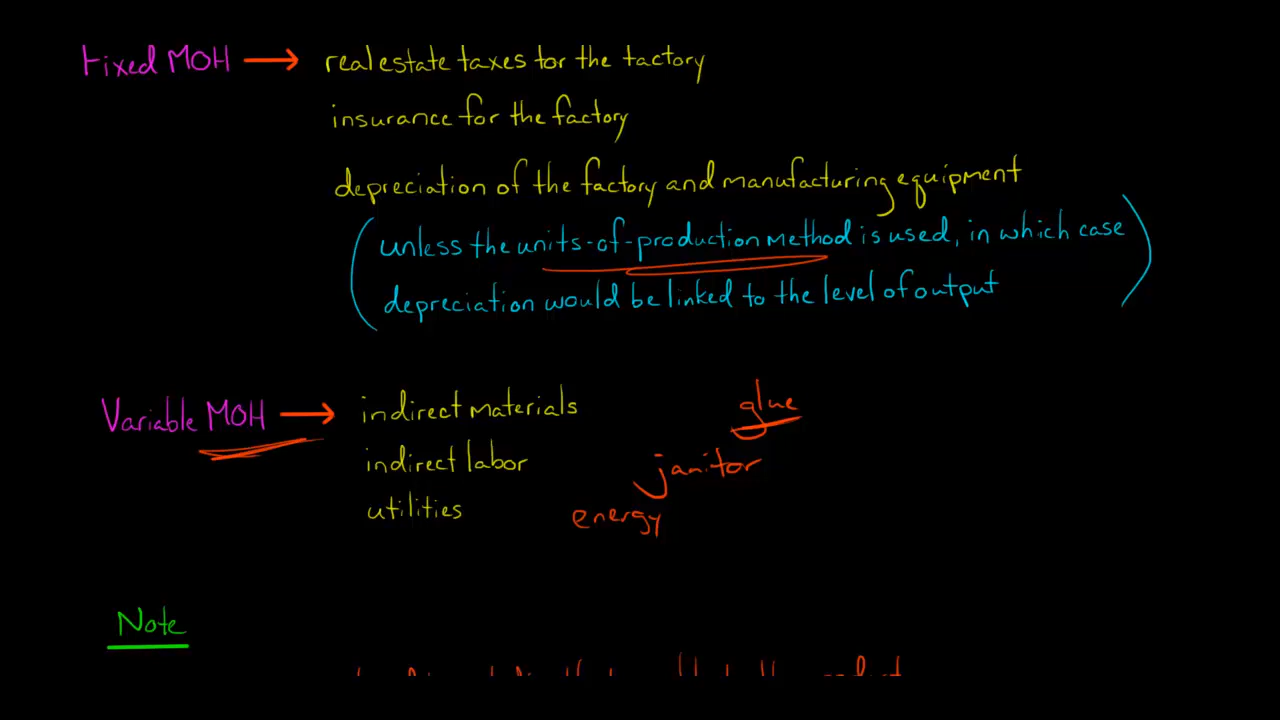 Fixed MOH → real estate taxes for the factory
insurance for the factory
depreciation of the factory and manufacturing equipment
(unless the units-of-production method is used, in which case
depreciation would be linked to the level of output)
Variable MOH → indirect materials glue
indirect labor janitor
utilities energy
Note